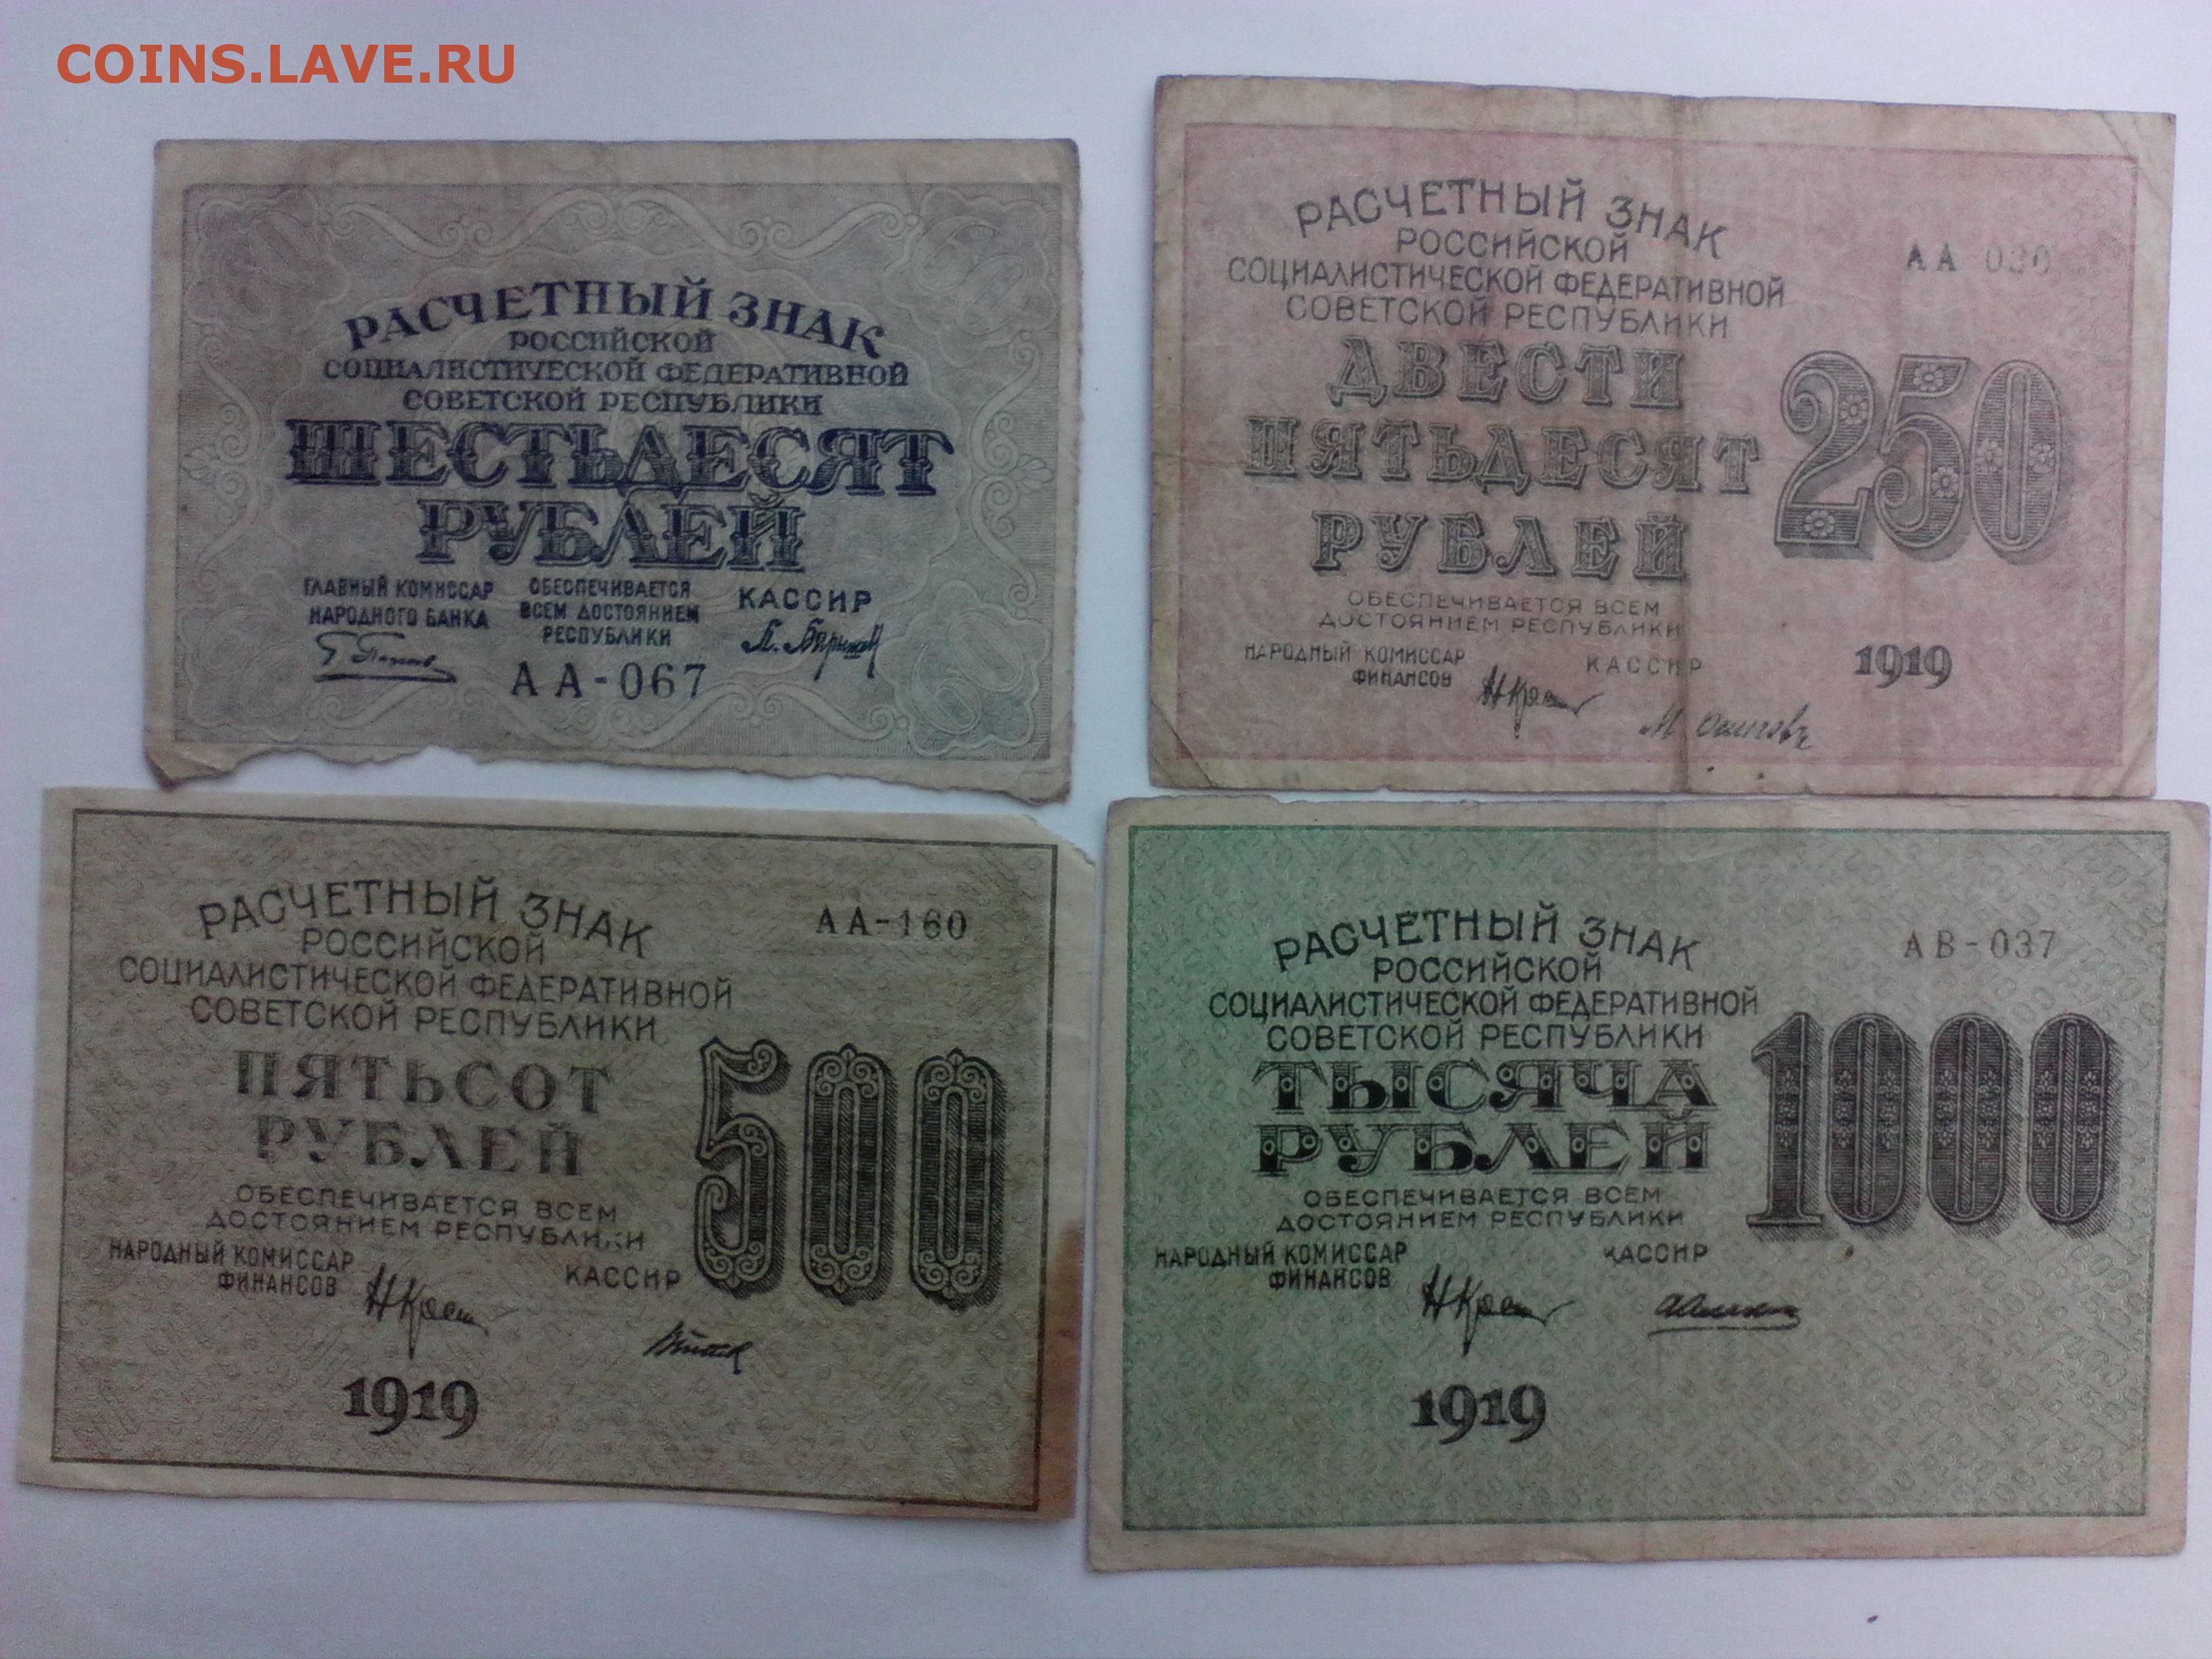 COINS.LAVE.RU
РАСЧЕТНЫЙ ЗНАК
РОССИЙСКОЙ
СОЦИАЛИСТИЧЕСКОЙ ФЕДЕРАТИВНОЙ
СОВЕТСКОЙ РЕСПУБЛИКИ
ШЕСТЬДЕСЯТ
РУБЛЕЙ
ГЛАВНЫЙ КОМИССАР
НАРОДНОГО БАНКА
ОБЕСПЕЧИВАЕТСЯ
ВСЕМ ДОСТОЯНИЕМ
РЕСПУБЛИКИ
КАССИР
АА-067
60
РАСЧЕТНЫЙ ЗНАК
РОССИЙСКОЙ
СОЦИАЛИСТИЧЕСКОЙ ФЕДЕРАТИВНОЙ
СОВЕТСКОЙ РЕСПУБЛИКИ
АА
ДВЕСТИ
ПЯТЬДЕСЯТ
РУБЛЕЙ
250
ОБЕСПЕЧИВАЕТСЯ ВСЕМ
ДОСТОЯНИЕМ РЕСПУБЛИКИ
НАРОДНЫЙ КОМИССАР
ФИНАНСОВ
КАССИР
М. Осиповъ
1919
РАСЧЕТНЫЙ ЗНАК
РОССИЙСКОЙ
СОЦИАЛИСТИЧЕСКОЙ ФЕДЕРАТИВНОЙ
СОВЕТСКОЙ РЕСПУБЛИКИ
АА-160
ПЯТЬСОТ
РУБЛЕЙ
500
ОБЕСПЕЧИВАЕТСЯ ВСЕМ
ДОСТОЯНИЕМ РЕСПУБЛИКИ
НАРОДНЫЙ КОМИССАР
ФИНАНСОВ
КАССИР
1919
РАСЧЕТНЫЙ ЗНАК
РОССИЙСКОЙ
СОЦИАЛИСТИЧЕСКОЙ ФЕДЕРАТИВНОЙ
СОВЕТСКОЙ РЕСПУБЛИКИ
АВ-037
ТЫСЯЧА
РУБЛЕЙ
1000
ОБЕСПЕЧИВАЕТСЯ ВСЕМ
ДОСТОЯНИЕМ РЕСПУБЛИКИ
НАРОДНЫЙ КОМИССАР
ФИНАНСОВ
КАССИР
1919